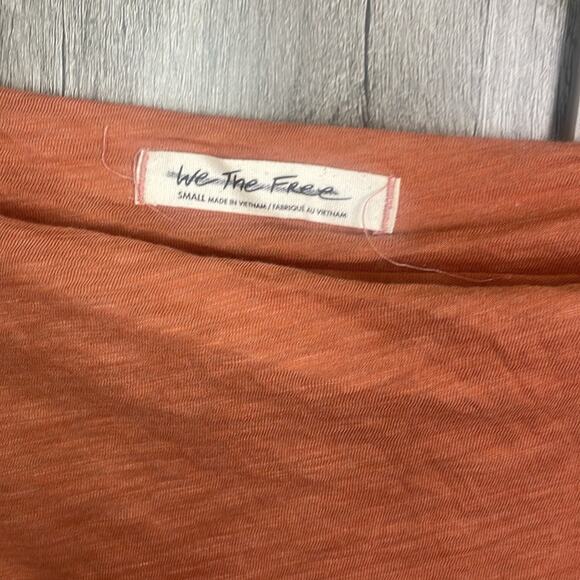 We The Free
SMALL MADE IN VIETNAM / FABRIQUÉ AU VIETNAM